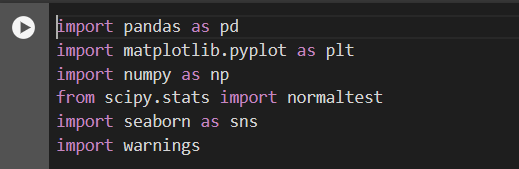 import pandas as pd
import matplotlib.pyplot as plt
import numpy as np
from scipy.stats import normaltest
import seaborn as sns
import warnings